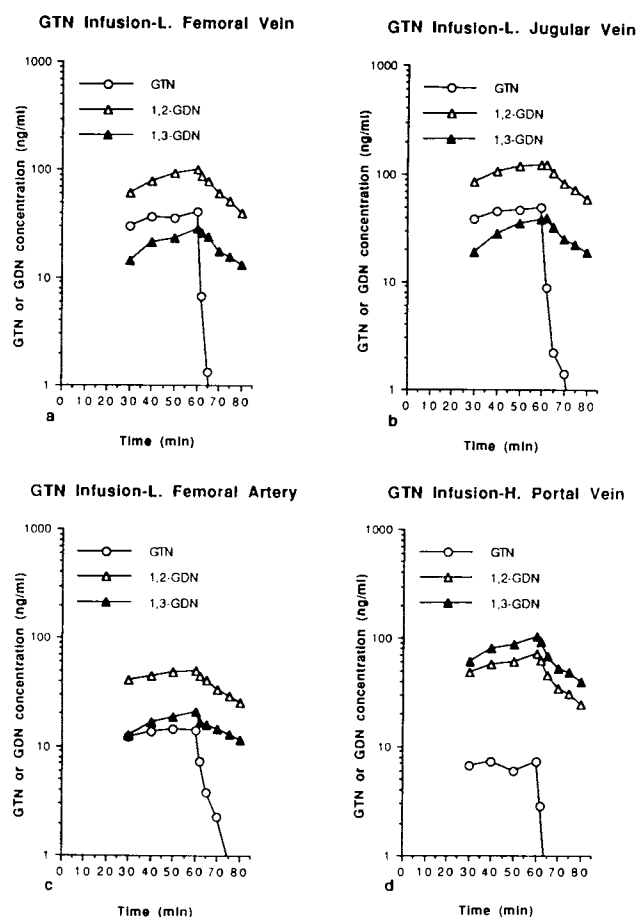 GTN Infusion-L. Femoral Vein
GTN or GDN concentration (ng/ml)
1000
100
10
1
GTN
1,2-GDN
1,3-GDN
0 10 20 30 40 50 60 70 80
a
Time (min)
GTN Infusion-L. Jugular Vein
GTN or GDN concentration (ng/ml)
1000
100
10
1
GTN
1,2-GDN
1,3-GDN
0 10 20 30 40 50 60 70 80
b
Time (min)
GTN Infusion-L. Femoral Artery
GTN or GDN concentration (ng/ml)
1000
100
10
1
GTN
1,2-GDN
1,3-GDN
0 10 20 30 40 50 60 70 80
c
Time (min)
GTN Infusion-H. Portal Vein
GTN or GDN concentration (ng/ml)
1000
100
10
1
GTN
1,2-GDN
1,3-GDN
0 10 20 30 40 50 60 70 80
d
Time (min)